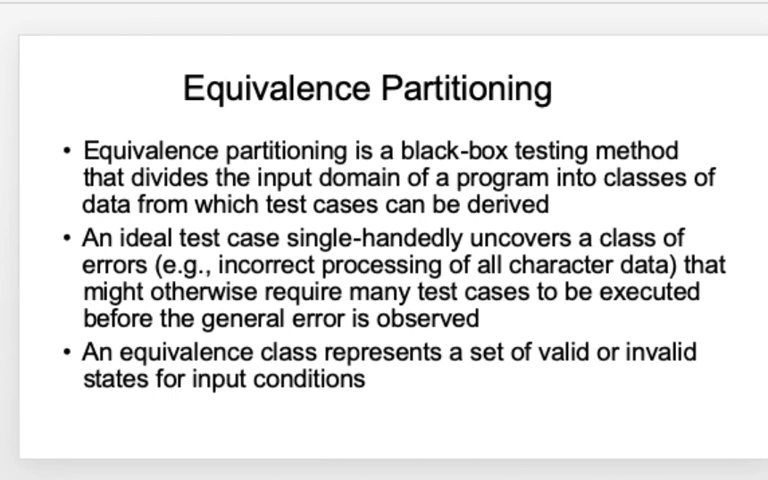 Equivalence Partitioning
• Equivalence partitioning is a black-box testing method
that divides the input domain of a program into classes of
data from which test cases can be derived
• An ideal test case single-handedly uncovers a class of
errors (e.g., incorrect processing of all character data) that
might otherwise require many test cases to be executed
before the general error is observed
• An equivalence class represents a set of valid or invalid
states for input conditions